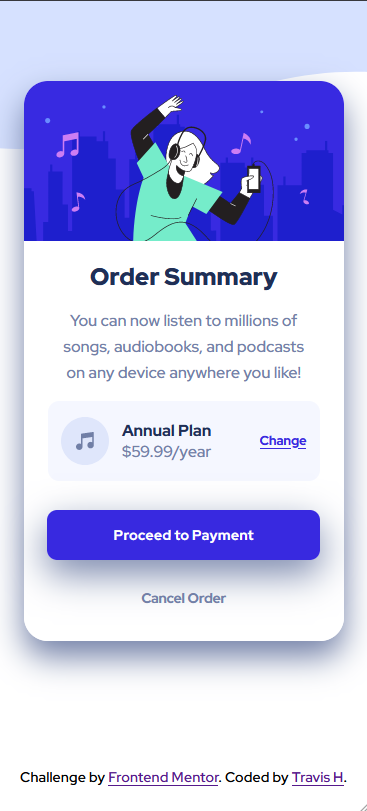 Order Summary
You can now listen to millions of
songs, audiobooks, and podcasts
on any device anywhere you like!
Annual Plan
$59.99/year
Change
Proceed to Payment
Cancel Order
Challenge by Frontend Mentor. Coded by Travis H.